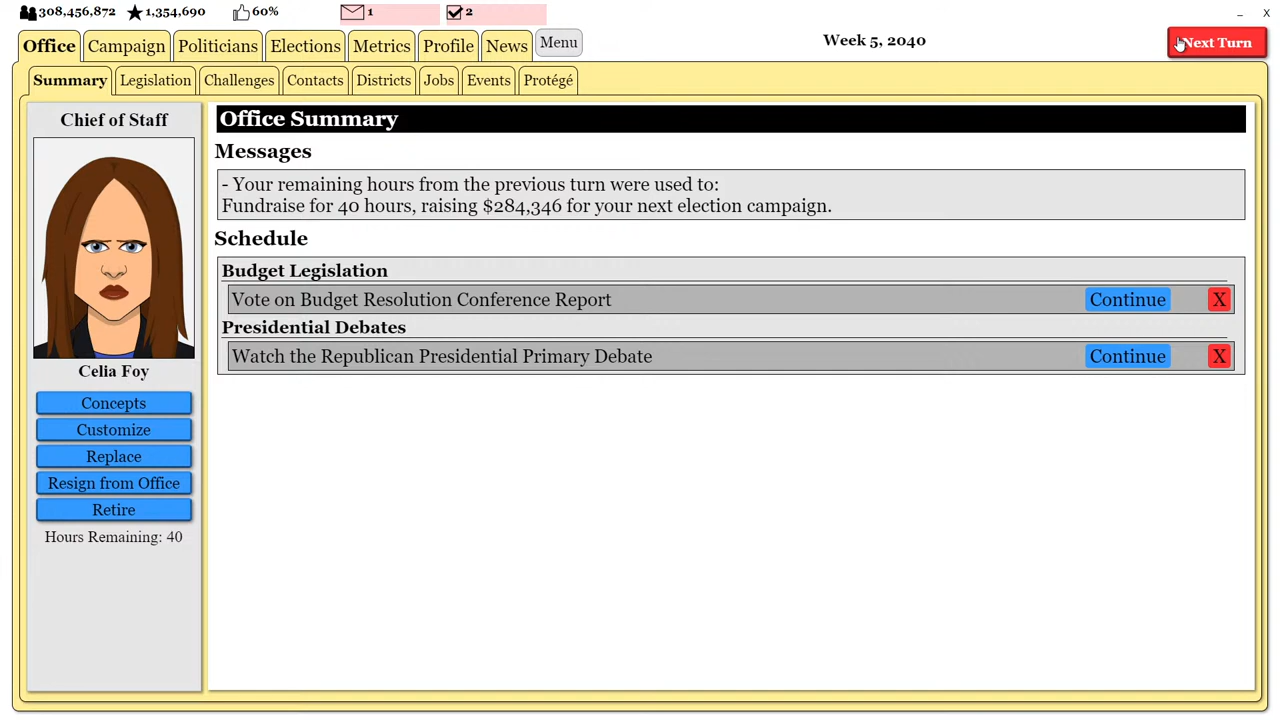 308,456,872 1,354,690 60% 1 2
Office Campaign Politicians Elections Metrics Profile News Menu
Week 5, 2040
Next Turn
Summary Legislation Challenges Contacts Districts Jobs Events Protégé
Chief of Staff
Celia Foy
Concepts
Customize
Replace
Resign from Office
Retire
Hours Remaining: 40
Office Summary
Messages
- Your remaining hours from the previous turn were used to:
Fundraise for 40 hours, raising $284,346 for your next election campaign.
Schedule
Budget Legislation
Vote on Budget Resolution Conference Report Continue X
Presidential Debates
Watch the Republican Presidential Primary Debate Continue X